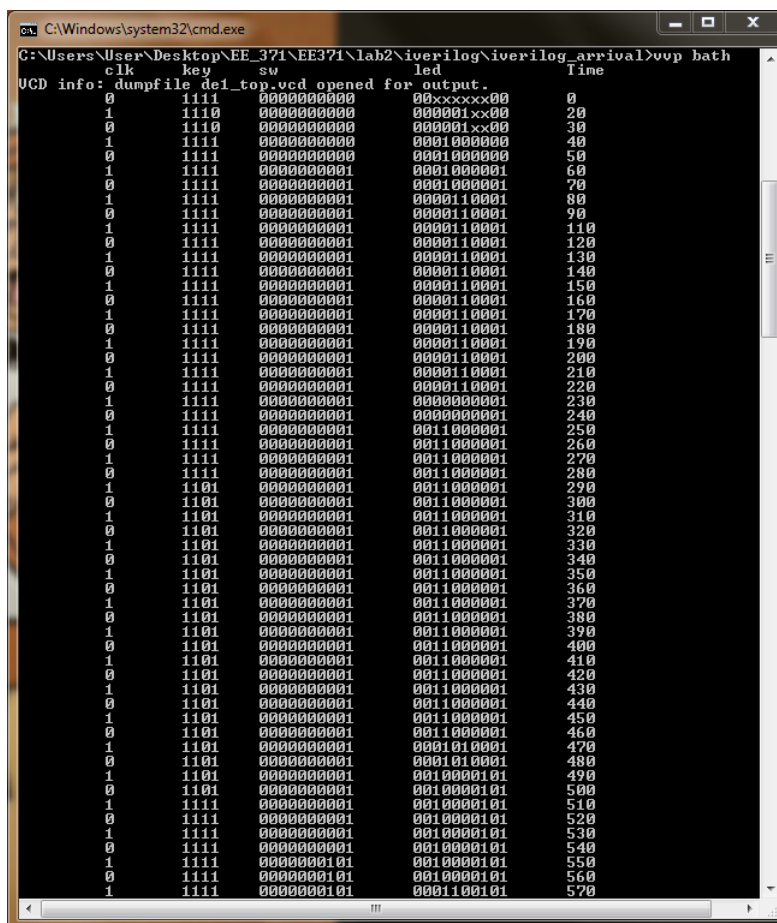 C:\Windows\system32\cmd.exe
C:\Users\User\Desktop\EE_371\EE371\lab2\iverilog\iverilog_arrival>vvp bath
clk key sw led Time
VCD info: dumpfile de1_top.vcd opened for output.
0 1111 0000000000 00xxxxxx00 0
1 1110 0000000000 000001xx00 20
0 1110 0000000000 000001xx00 30
1 1111 0000000000 0001000000 40
0 1111 0000000000 0001000000 50
1 1111 0000000001 0001000001 60
0 1111 0000000001 0001000001 70
1 1111 0000000001 0000110001 80
0 1111 0000000001 0000110001 90
1 1111 0000000001 0000110001 110
0 1111 0000000001 0000110001 120
1 1111 0000000001 0000110001 130
0 1111 0000000001 0000110001 140
1 1111 0000000001 0000110001 150
0 1111 0000000001 0000110001 160
1 1111 0000000001 0000110001 170
0 1111 0000000001 0000110001 180
1 1111 0000000001 0000110001 190
0 1111 0000000001 0000110001 200
1 1111 0000000001 0000110001 210
0 1111 0000000001 0000110001 220
1 1111 0000000001 0000000001 230
0 1111 0000000001 0000000001 240
1 1111 0000000001 0011000001 250
0 1111 0000000001 0011000001 260
1 1111 0000000001 0011000001 270
0 1111 0000000001 0011000001 280
1 1101 0000000001 0011000001 290
0 1101 0000000001 0011000001 300
1 1101 0000000001 0011000001 310
0 1101 0000000001 0011000001 320
1 1101 0000000001 0011000001 330
0 1101 0000000001 0011000001 340
1 1101 0000000001 0011000001 350
0 1101 0000000001 0011000001 360
1 1101 0000000001 0011000001 370
0 1101 0000000001 0011000001 380
1 1101 0000000001 0011000001 390
0 1101 0000000001 0011000001 400
1 1101 0000000001 0011000001 410
0 1101 0000000001 0011000001 420
1 1101 0000000001 0011000001 430
0 1101 0000000001 0011000001 440
1 1101 0000000001 0011000001 450
0 1101 0000000001 0011000001 460
1 1101 0000000001 0001010001 470
0 1101 0000000001 0001010001 480
1 1101 0000000001 0010000101 490
0 1101 0000000001 0010000101 500
1 1111 0000000001 0010000101 510
0 1111 0000000001 0010000101 520
1 1111 0000000001 0010000101 530
0 1111 0000000001 0010000101 540
1 1111 0000000101 0010000101 550
0 1111 0000000101 0010000101 560
1 1111 0000000101 0001100101 570